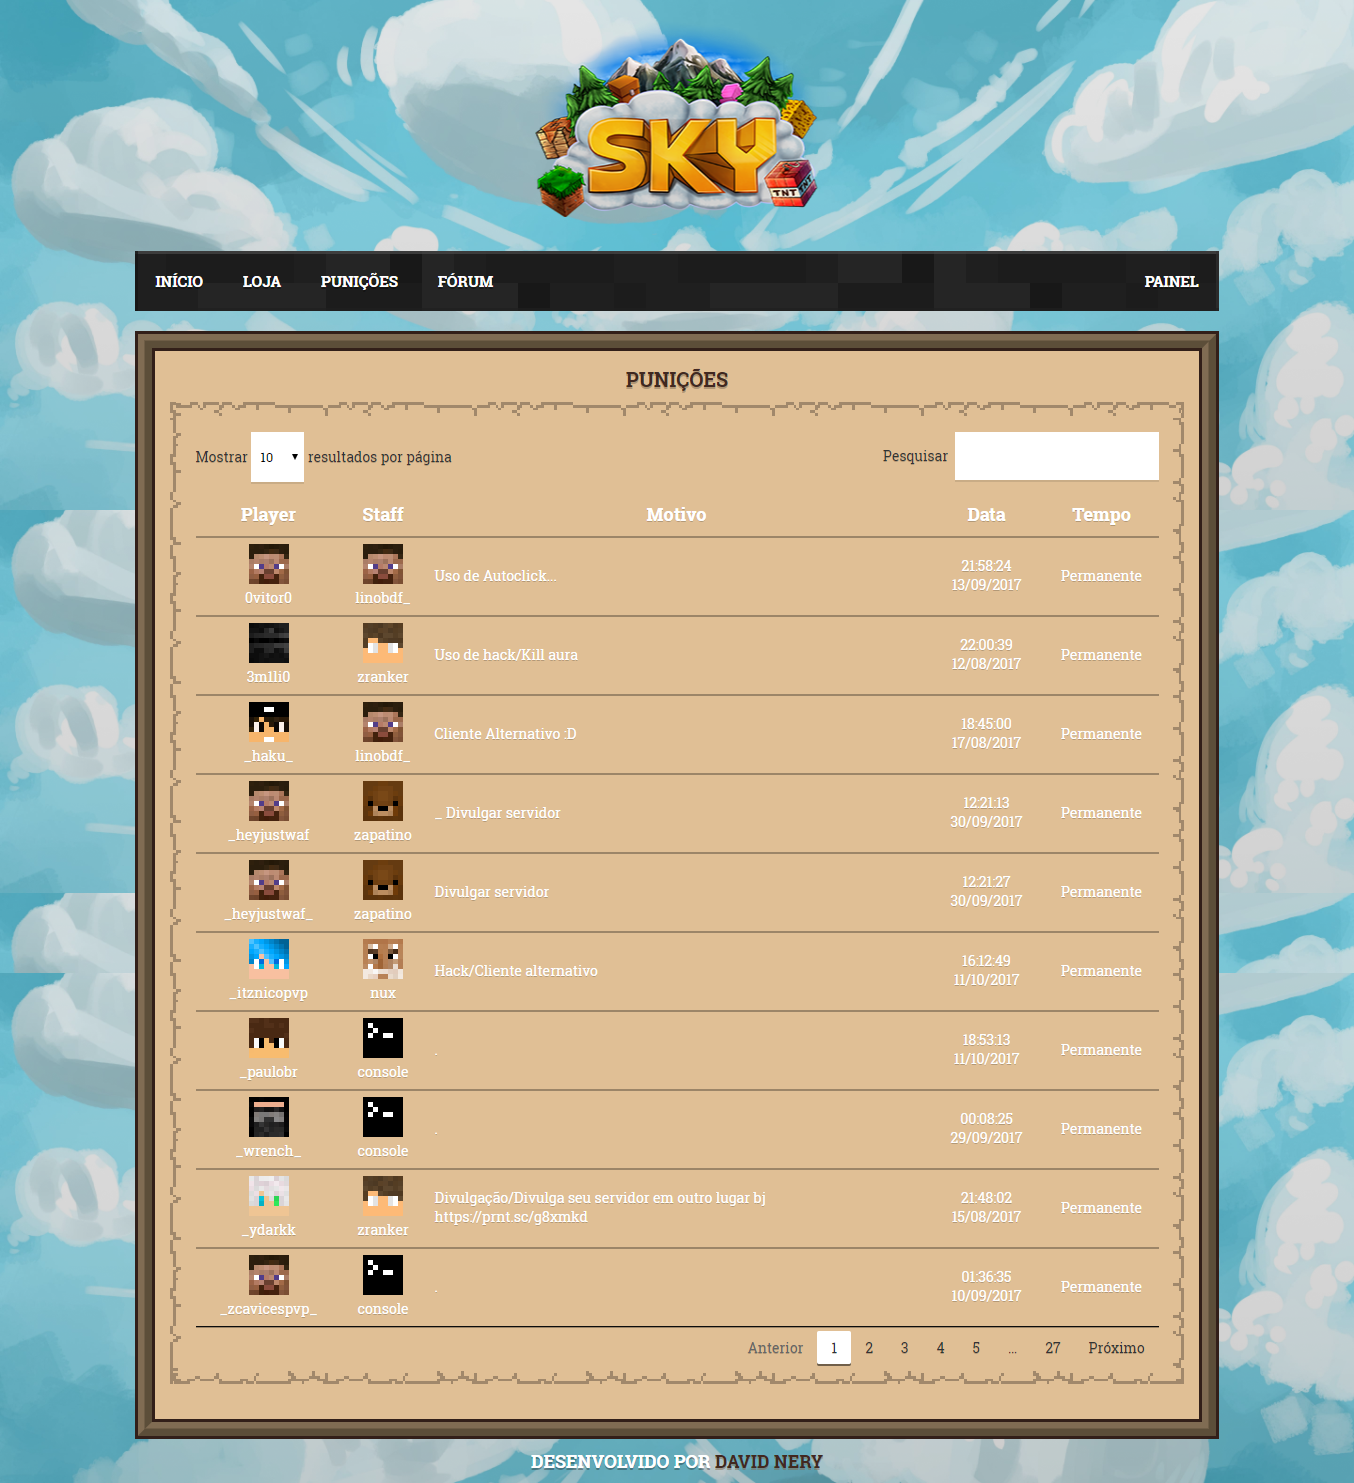 SKY
TNT
TNT
INÍCIO LOJA PUNIÇÕES FÓRUM PAINEL
PUNIÇÕES
Mostrar 10 resultados por página Pesquisar
Player Staff Motivo Data Tempo
0vitor0 linobdf_ Uso de Autoclick... 21:58:24 13/09/2017 Permanente
3m1li0 zranker Uso de hack/Kill aura 22:00:39 12/08/2017 Permanente
_haku_ linobdf_ Cliente Alternativo :D 18:45:00 17/08/2017 Permanente
_heyjustwaf zapatino _ Divulgar servidor 12:21:13 30/09/2017 Permanente
_heyjustwaf_ zapatino Divulgar servidor 12:21:27 30/09/2017 Permanente
_itznicopvp nux Hack/Cliente alternativo 16:12:49 11/10/2017 Permanente
_paulobr console . 18:53:13 11/10/2017 Permanente
_wrench_ console . 00:08:25 29/09/2017 Permanente
_ydarkk zranker Divulgação/Divulga seu servidor em outro lugar bj
https://prnt.sc/g8xmkd 21:48:02 15/08/2017 Permanente
_zcavicespvp_ console . 01:36:35 10/09/2017 Permanente
Anterior 1 2 3 4 5 ... 27 Próximo
DESENVOLVIDO POR DAVID NERY